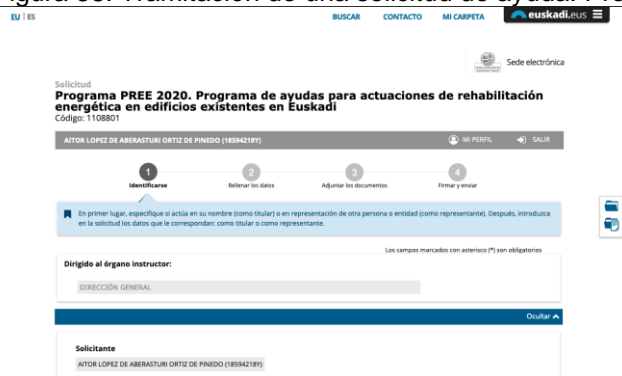 EU | ES
BUSCAR CONTACTO MI CARPETA euskadi.eus
Sede electrónica
Solicitud
Programa PREE 2020. Programa de ayudas para actuaciones de rehabilitación
energética en edificios existentes en Euskadi
Código: 1108801
AITOR LOPEZ DE ABERASTURI ORTIZ DE PINEDO (18594218Y) MI PERFIL SALIR
1 2 3 4
Identificarse Rellenar los datos Adjuntar los documentos Firmar y enviar
En primer lugar, especifique si actúa en su nombre (como titular) o en representación de otra persona o entidad (como representante). Después, introduzca
en la solicitud los datos que le correspondan: como titular o como representante.
Los campos marcados con asterisco (*) son obligatorios
Dirigido al órgano instructor:
DIRECCIÓN GENERAL
Ocultar
Solicitante
AITOR LOPEZ DE ABERASTURI ORTIZ DE PINEDO (18594218Y)